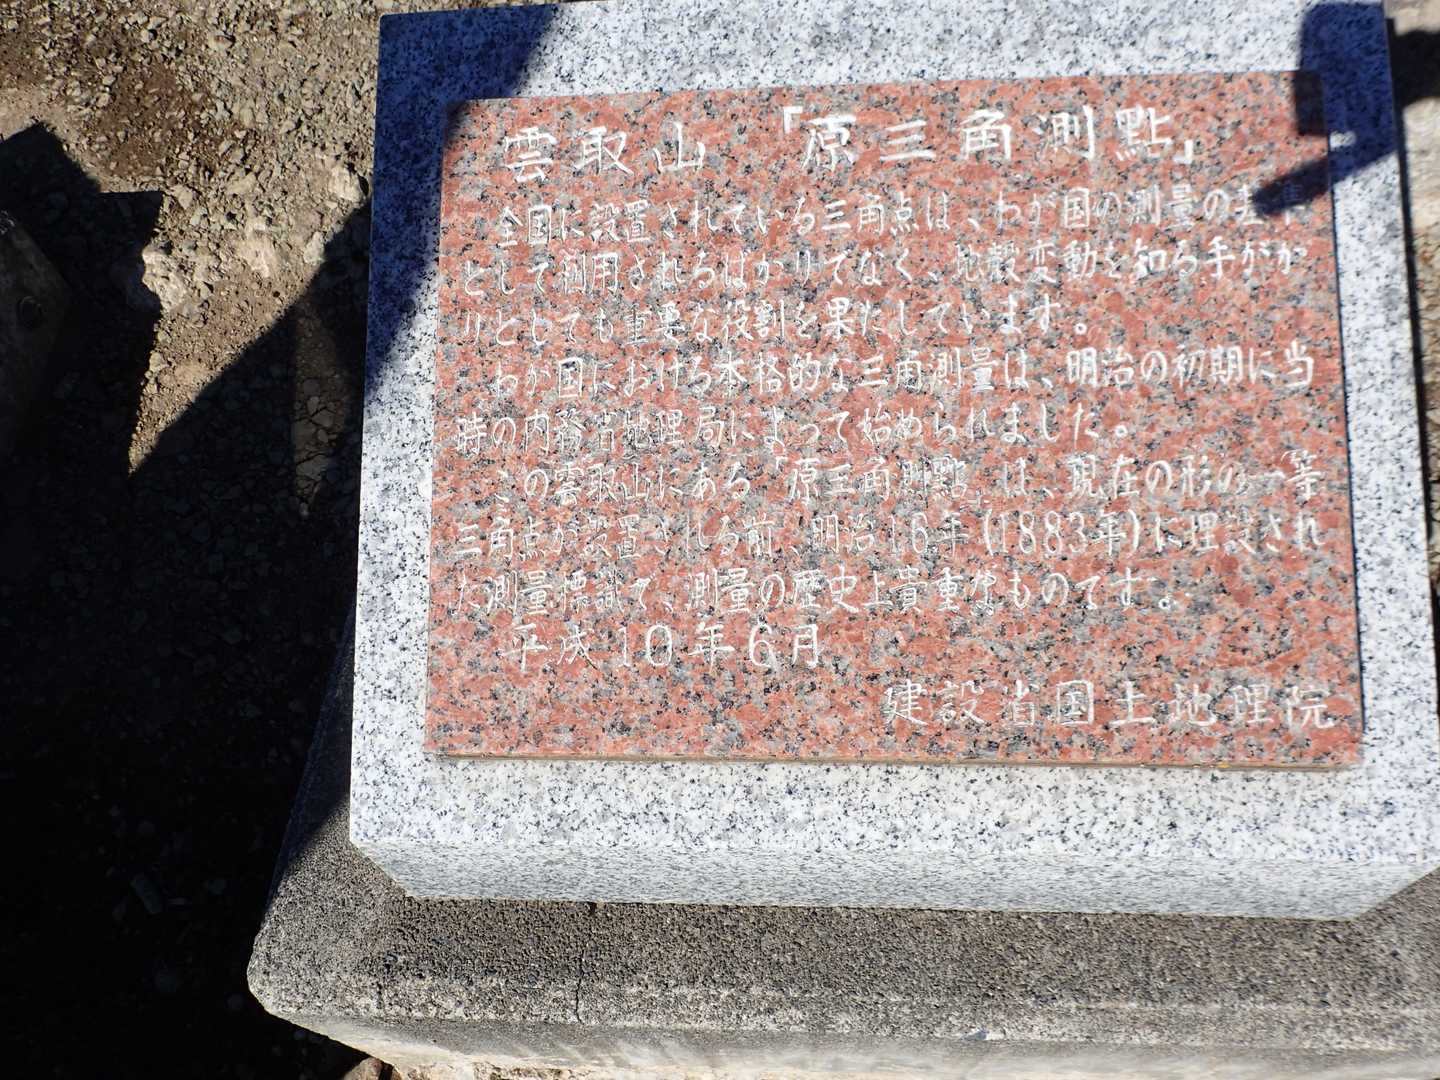 雲取山「原三角測點」
全国に設置されている三角点は、わが国の測量の基準
として利用されるばかりでなく、地殻変動を知る手がか
りとしても重要な役割を果たしています。
わが国における本格的な三角測量は、明治の初期に当
時の内務省地理局によって始められました。
この雲取山にある「原三角測點」は、現在の形の一等
三角点が設置される前、明治16年(1883年)に埋設され
た測量標識で、測量の歴史上貴重なものです。
平成10年6月
建設省国土地理院